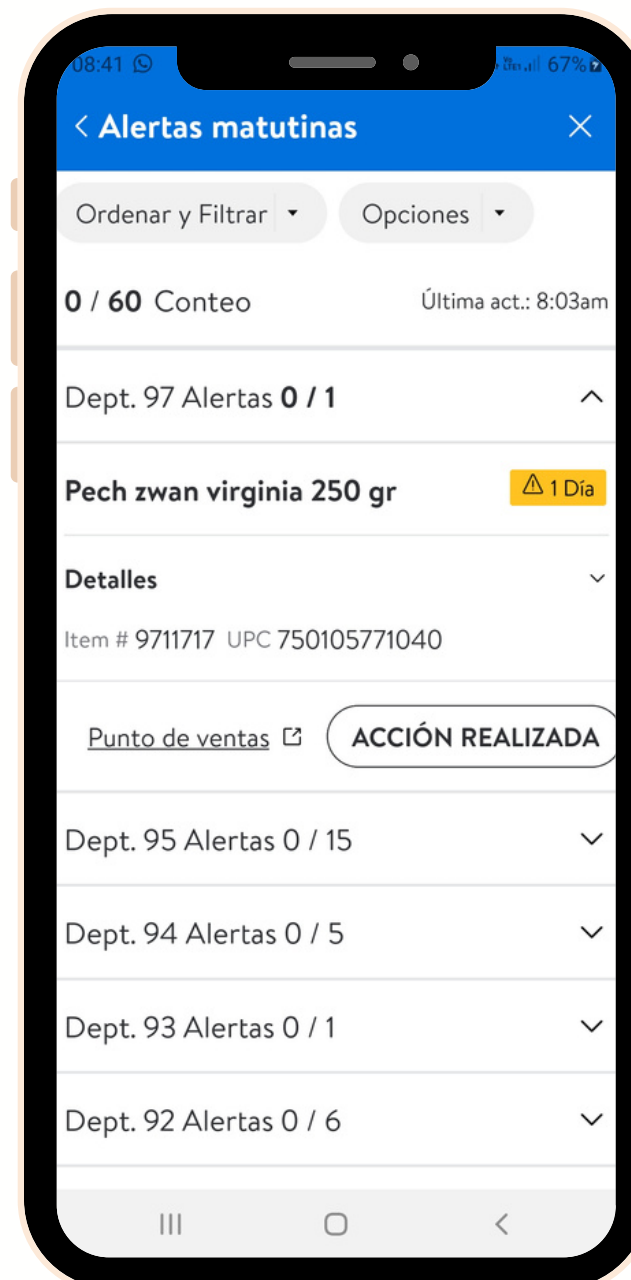 08:41
67%
Alertas matutinas
Ordenar y Filtrar
Opciones
0 / 60 Conteo
Última act.: 8:03am
Dept. 97 Alertas 0 / 1
Pech zwan virginia 250 gr
1 Día
Detalles
Item # 9711717 UPC 750105771040
Punto de ventas
ACCIÓN REALIZADA
Dept. 95 Alertas 0 / 15
Dept. 94 Alertas 0 / 5
Dept. 93 Alertas 0 / 1
Dept. 92 Alertas 0 / 6